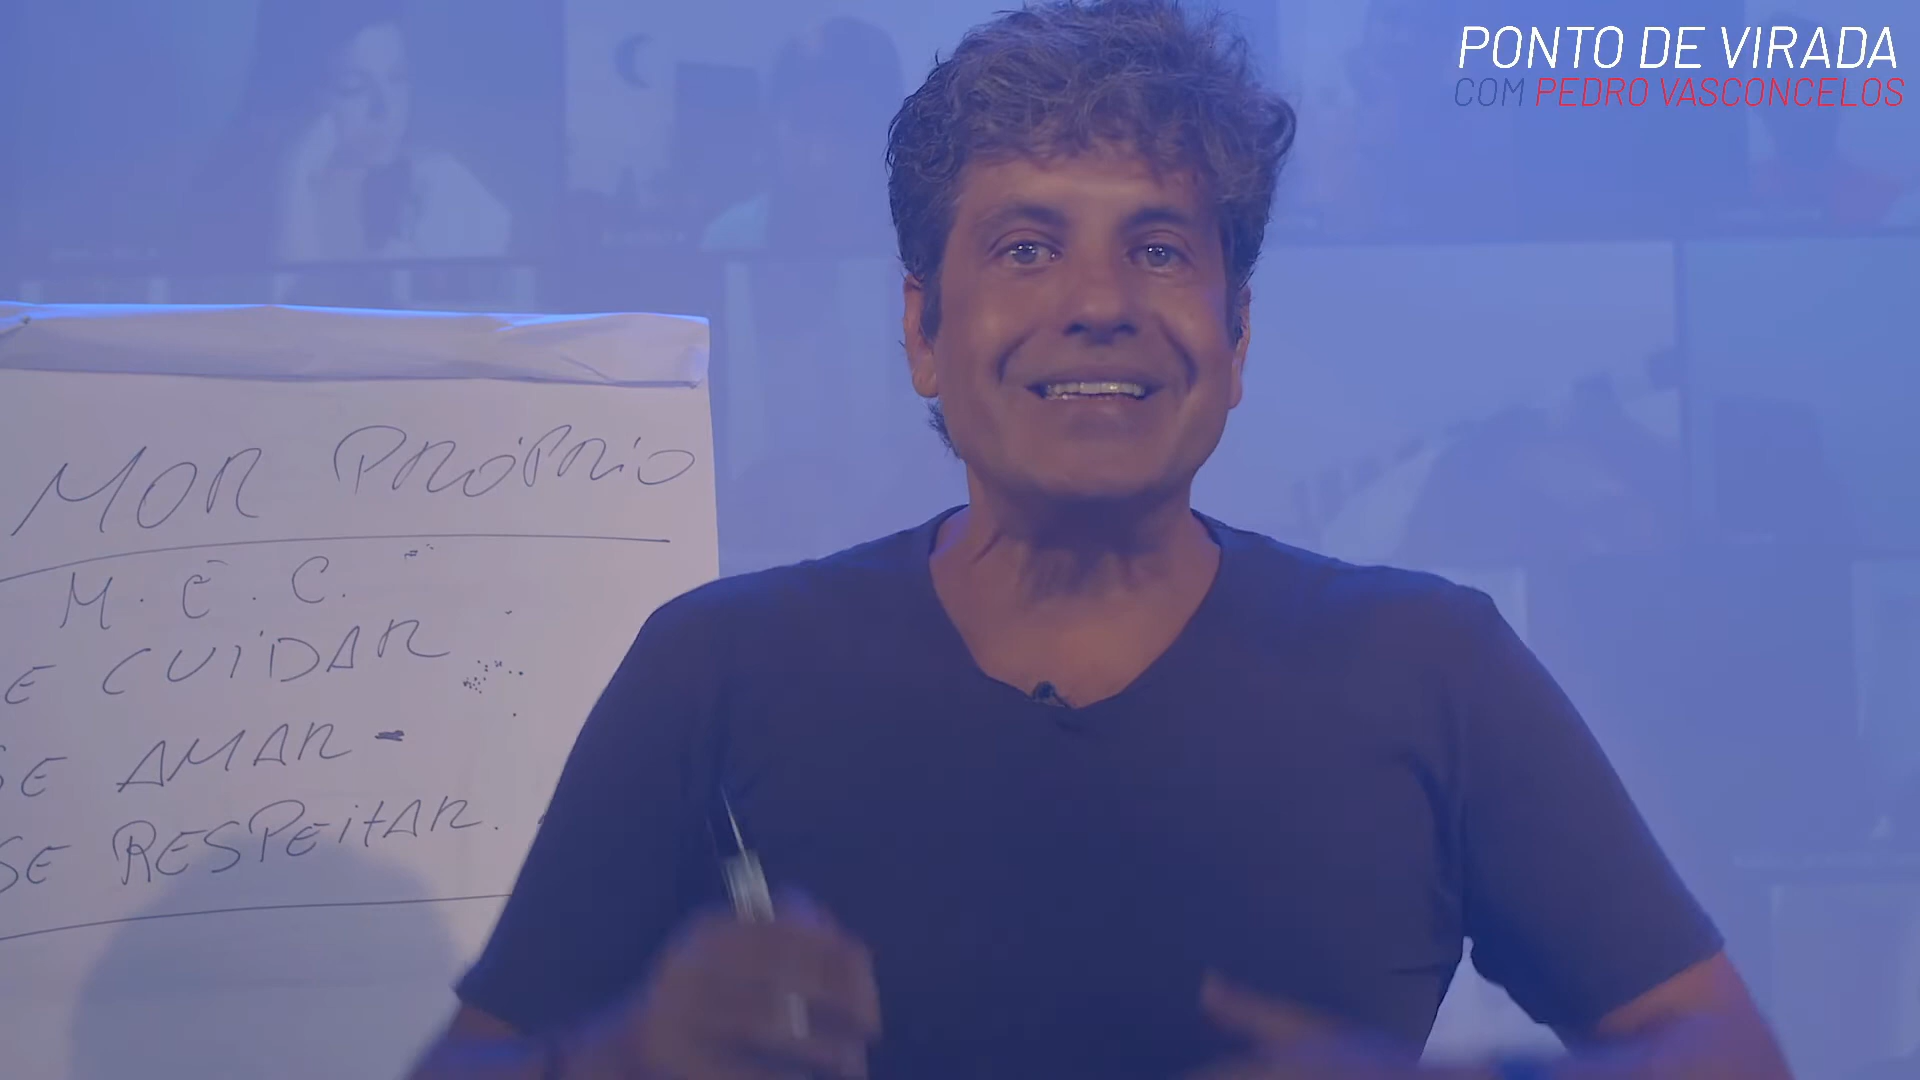 PONTO DE VIRADA
COM PEDRO VASCONCELOS
MOR PRÓPRIO
M. E. C.
E CUIDAR
SE AMAR -
SE RESPEITAR.